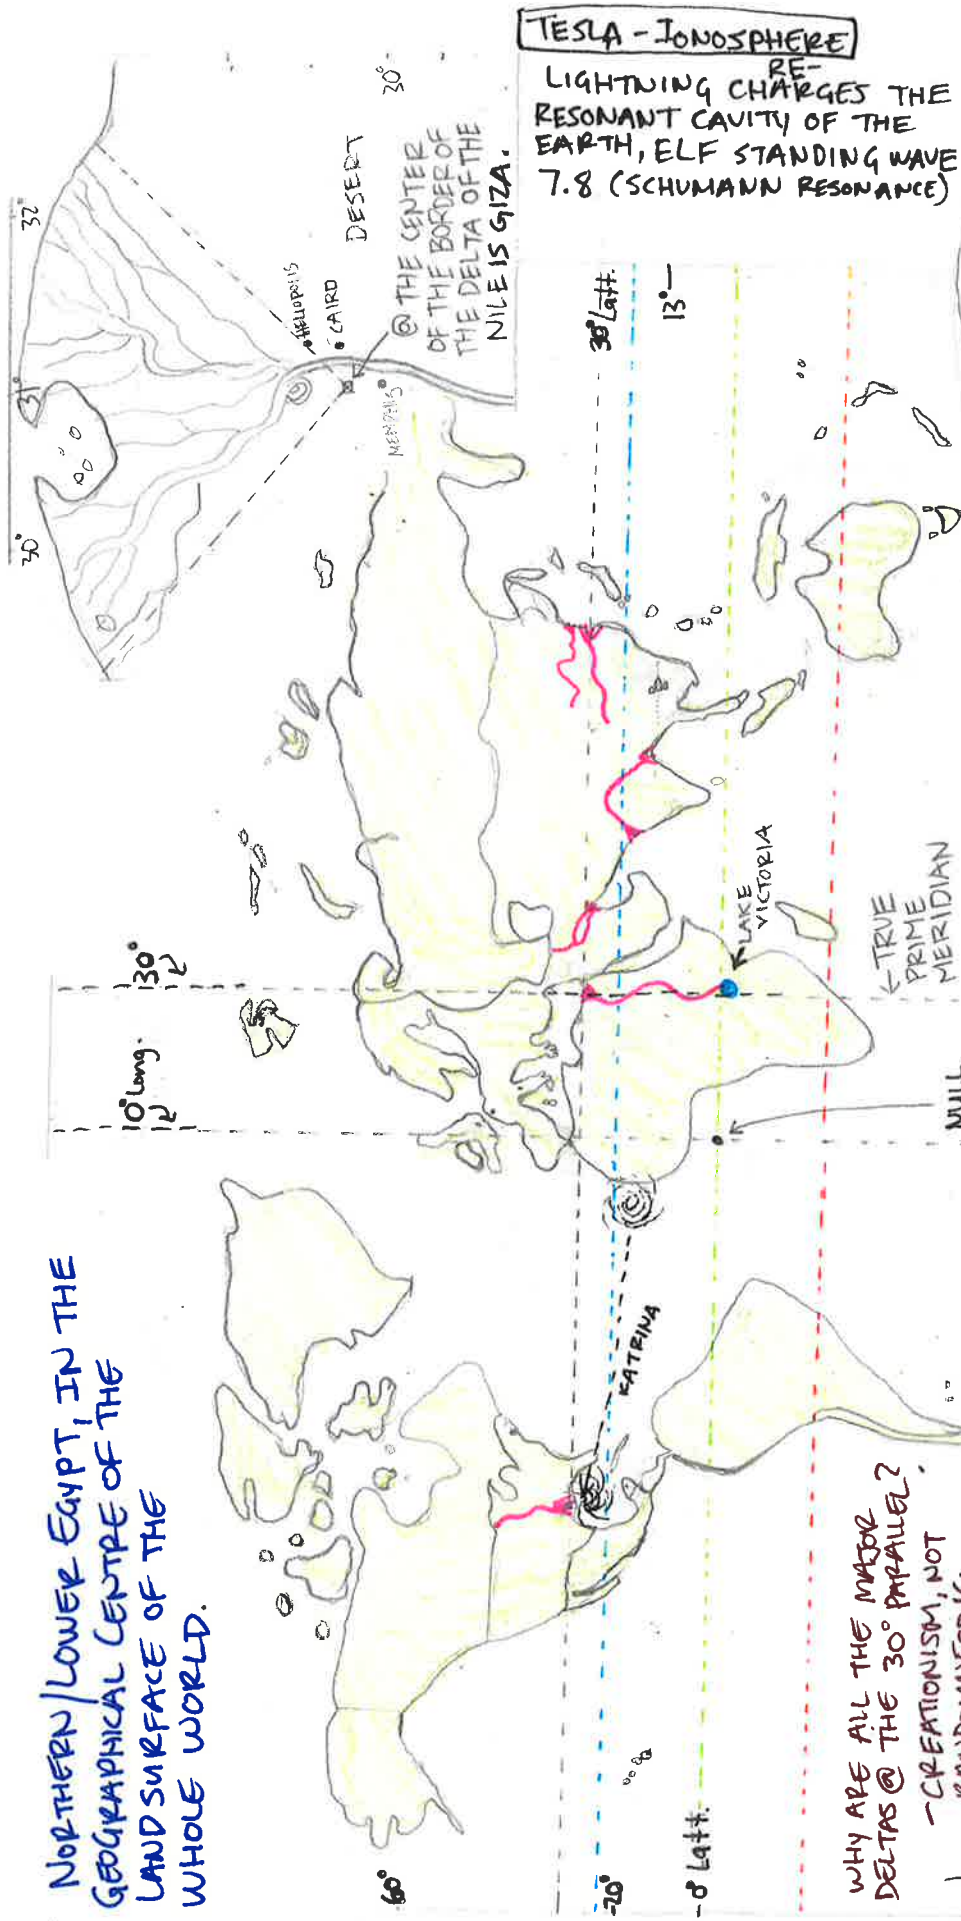 TESLA - IONOSPHERE
LIGHTNING RE-CHARGES THE
RESONANT CAVITY OF THE
EARTH, ELF STANDING WAVE
7.8 (SCHUMANN RESONANCE)
30°
31°
32°
30°
DESERT
HELIOPOLIS
CAIRO
MEMPHIS
@ THE CENTER
OF THE BORDER OF
THE DELTA OF THE
NILE IS GIZA.
NORTHERN/LOWER EGYPT, IN THE
GEOGRAPHICAL CENTRE OF THE
LAND SURFACE OF THE
WHOLE WORLD.
10° Long.
130°
30° Latt.
13°
60°
-20°
-0° Latt.
KATRINA
LAKE
VICTORIA
←TRUE
PRIME
MERIDIAN
WHY ARE ALL THE MAJOR
DELTAS @ THE 30° PARALLEL?
-CREATIONISM, NOT